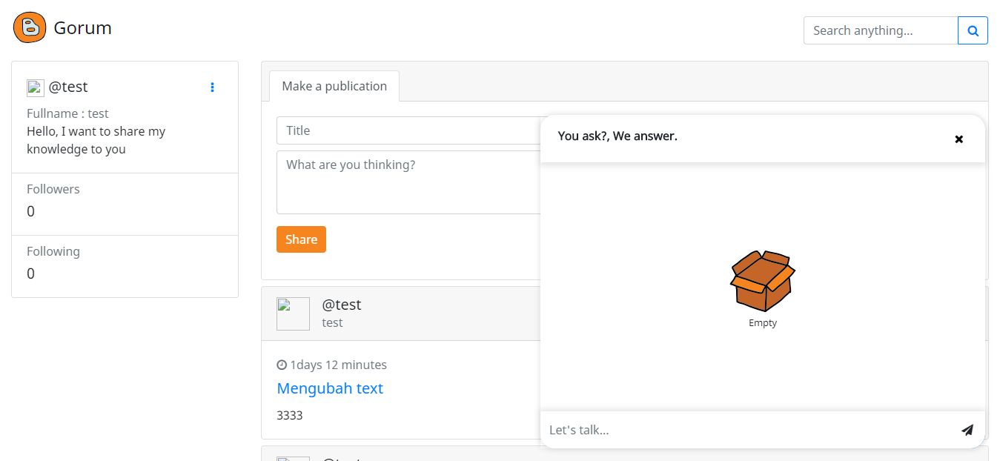 Gorum
Search anything...
@test
Fullname : test
Hello, I want to share my
knowledge to you
Followers
0
Following
0
Make a publication
Title
What are you thinking?
Share
@test
test
1days 12 minutes
Mengubah text
3333
You ask?, We answer.
Empty
Let's talk...